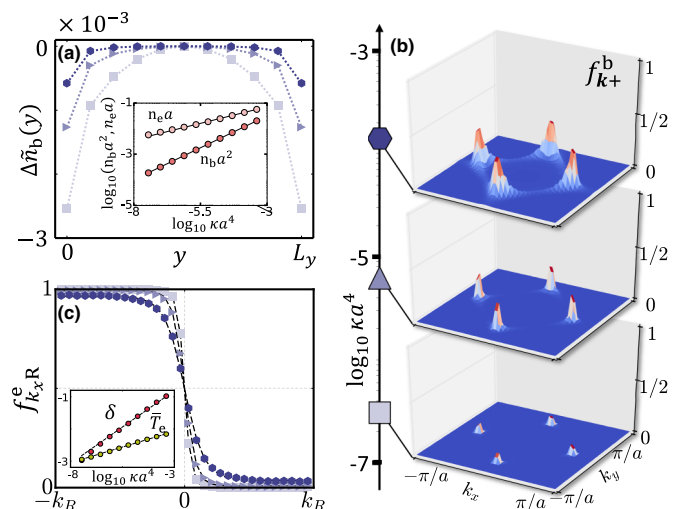 × 10⁻³
(a)
0
−3
Δñ_b(y)
0
y
L_y
-1
-3
-5
log₁₀(n_b a², n_e a)
n_e a
n_b a²
-5.5
-3
log₁₀ κa⁴
(b)
-3
-5
-7
log₁₀ κa⁴
f^b_{k+}
1
1/2
0
1
1/2
0
1
1/2
0
−π/a
k_x
π/a
−π/a
k_y
π/a
(c)
1
0
f^e_{k_x R}
−k_R
0
k_R
-1
-3
δ
T̅_e
-8
-3
log₁₀ κa⁴